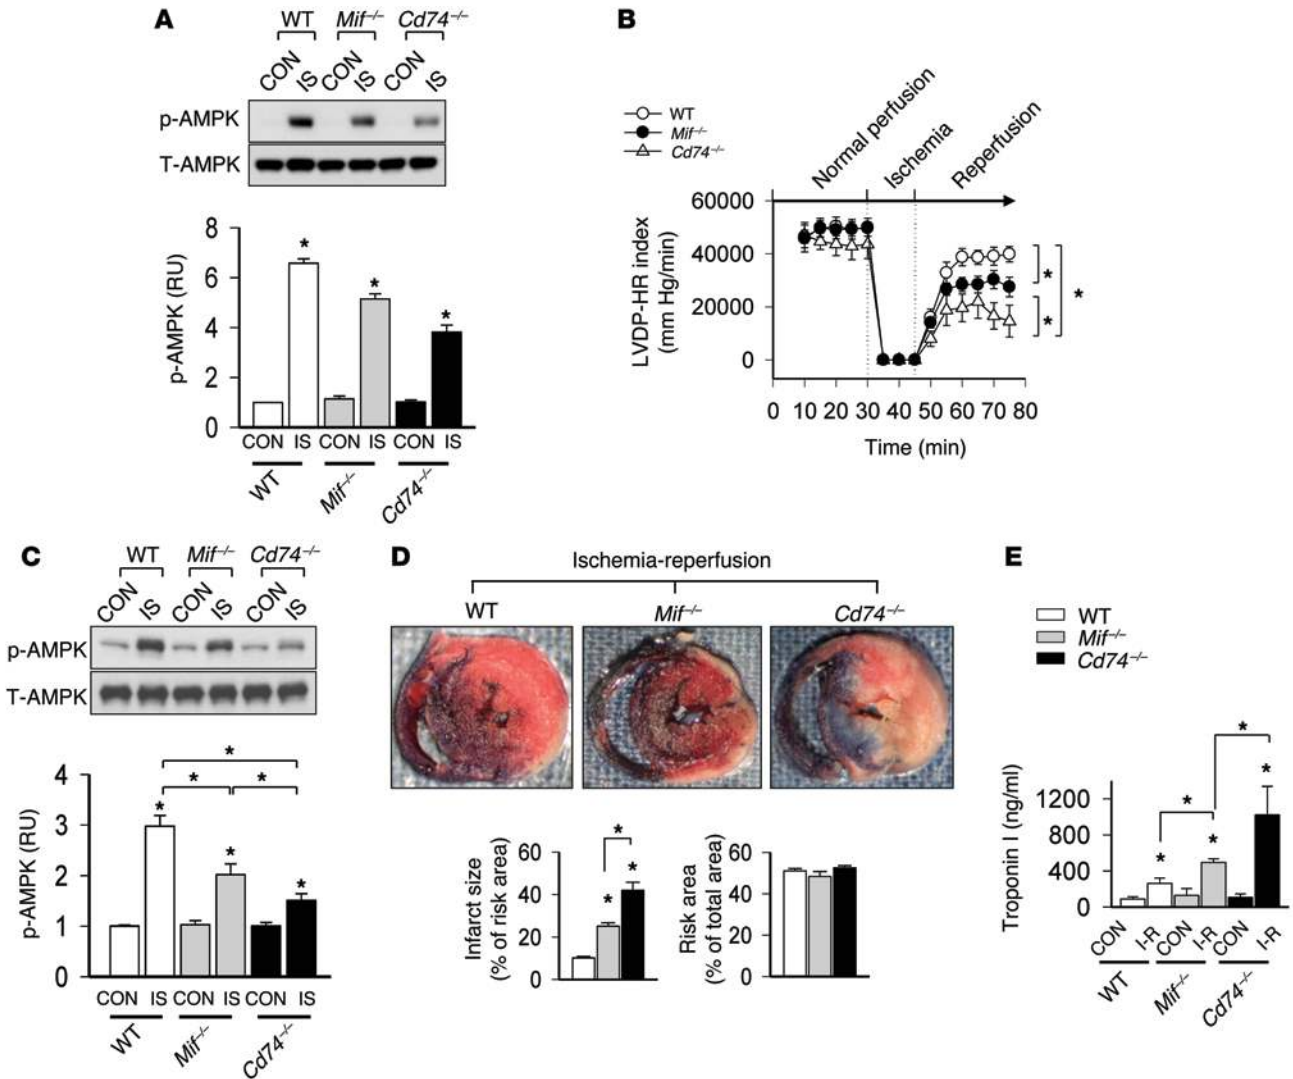 A
WT Mif–/– Cd74–/–
CON IS CON IS CON IS
p-AMPK
T-AMPK
p-AMPK (RU)
8
6
4
2
0
CON IS CON IS CON IS
* * *
WT Mif–/– Cd74–/–
B
WT
Mif–/–
Cd74–/–
Normal perfusion
Ischemia
Reperfusion
LVDP-HR index
(mm Hg/min)
60000
40000
20000
0
* * *
0 10 20 30 40 50 60 70 80
Time (min)
C
WT Mif–/– Cd74–/–
CON IS CON IS CON IS
p-AMPK
T-AMPK
p-AMPK (RU)
4
3
2
1
0
*
* *
* * *
CON IS CON IS CON IS
WT Mif–/– Cd74–/–
D
Ischemia-reperfusion
WT Mif–/– Cd74–/–
Infarct size
(% of risk area)
60
40
20
0
*
* *
Risk area
(% of total area)
60
40
20
0
E
WT
Mif–/–
Cd74–/–
Troponin I (ng/ml)
1200
800
400
0
* *
* * *
CON I-R CON I-R CON I-R
WT Mif–/– Cd74–/–